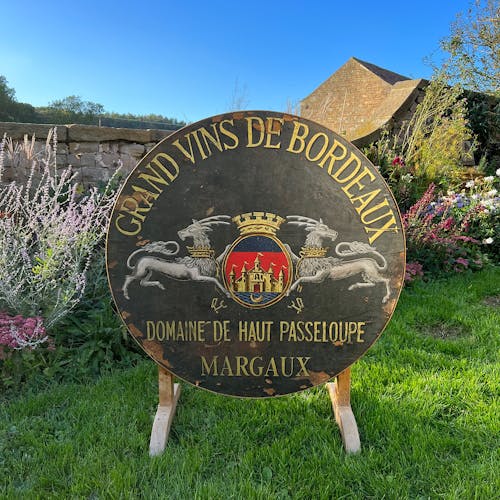 GRAND VINS DE BORDEAUX
DOMAINE DE HAUT PASSELOUPE
MARGAUX